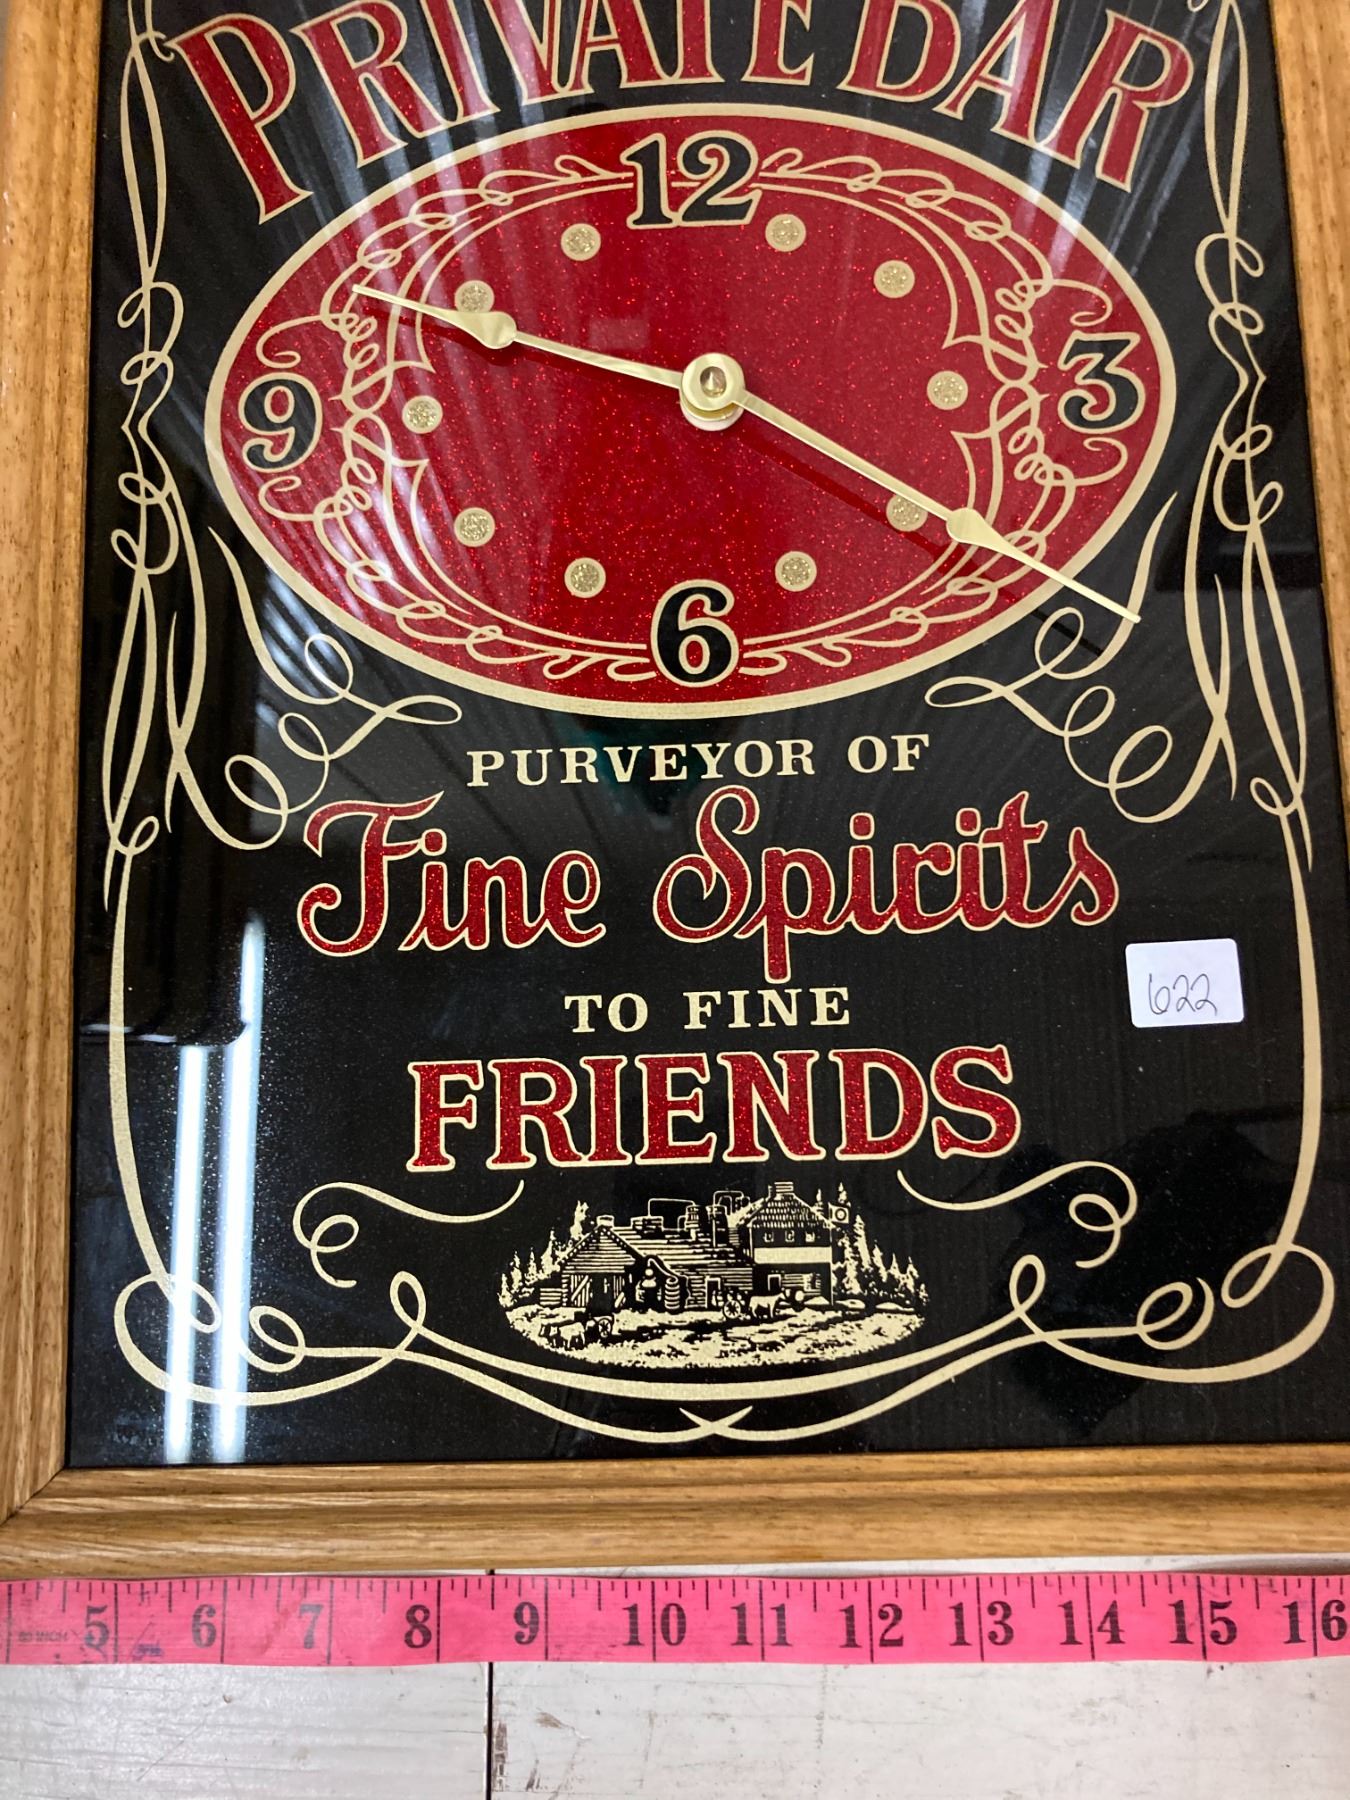 PRIVATE BAR
12
9 3
6
PURVEYOR OF
Fine Spirits
TO FINE
622
FRIENDS
5 6 7 8 9 10 11 12 13 14 15 16